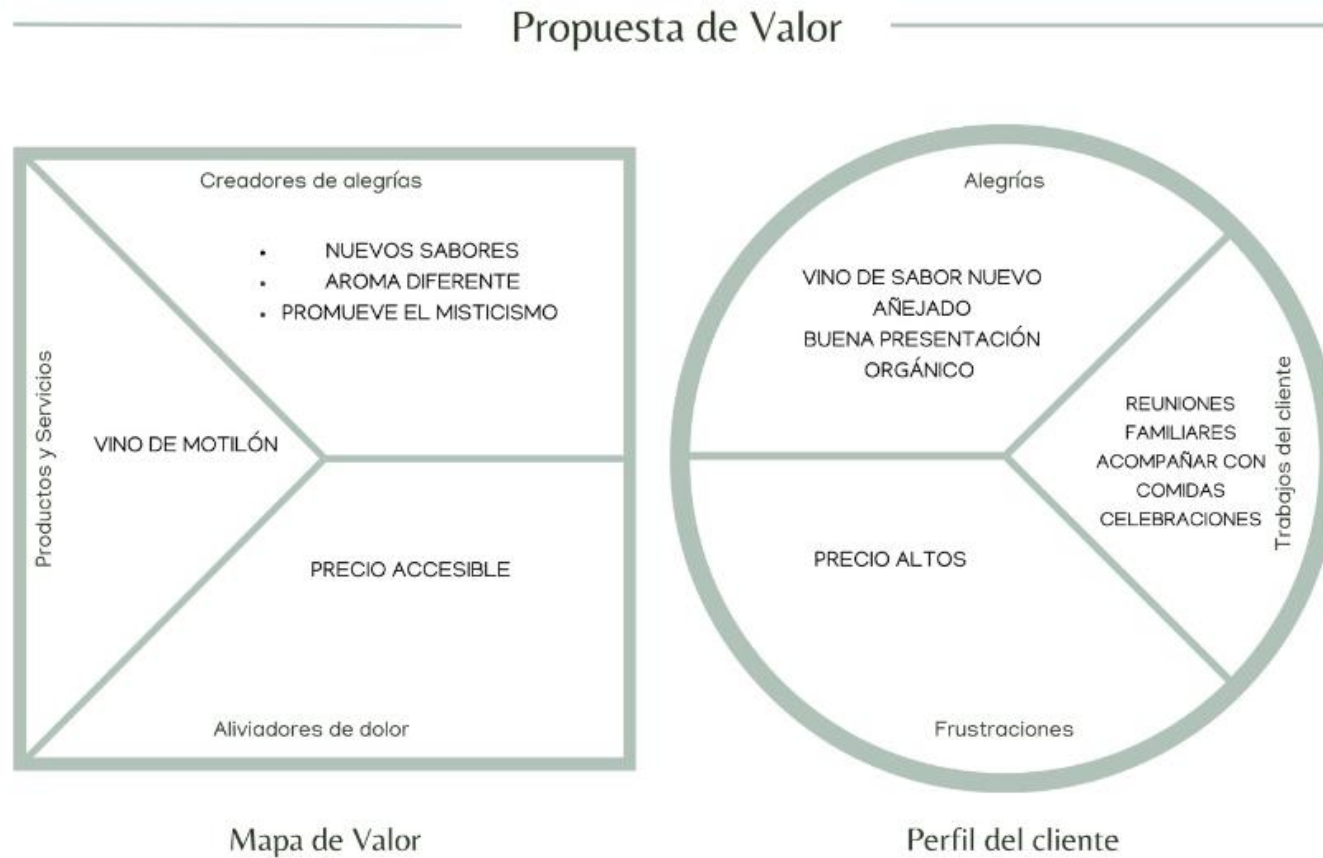 Propuesta de Valor
Creadores de alegrías
• NUEVOS SABORES
• AROMA DIFERENTE
• PROMUEVE EL MISTICISMO
Productos y Servicios
VINO DE MOTILÓN
PRECIO ACCESIBLE
Aliviadores de dolor
Mapa de Valor
Alegrías
VINO DE SABOR NUEVO
AÑEJADO
BUENA PRESENTACIÓN
ORGÁNICO
REUNIONES
FAMILIARES
ACOMPAÑAR CON
COMIDAS
CELEBRACIONES
Trabajos del cliente
PRECIO ALTOS
Frustraciones
Perfil del cliente